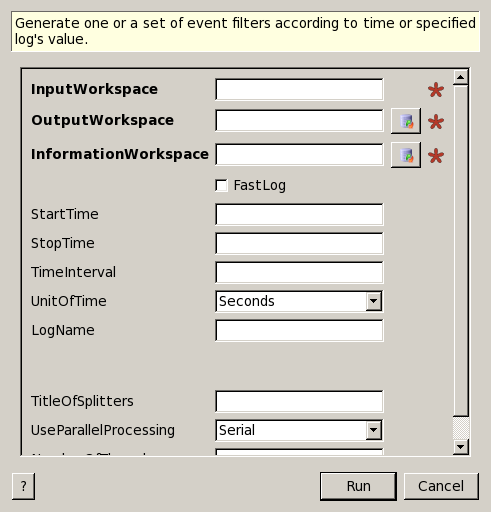 Generate one or a set of event filters according to time or specified
log's value.
InputWorkspace
OutputWorkspace
InformationWorkspace
FastLog
StartTime
StopTime
TimeInterval
UnitOfTime Seconds
LogName
TitleOfSplitters
UseParallelProcessing Serial
? Run Cancel